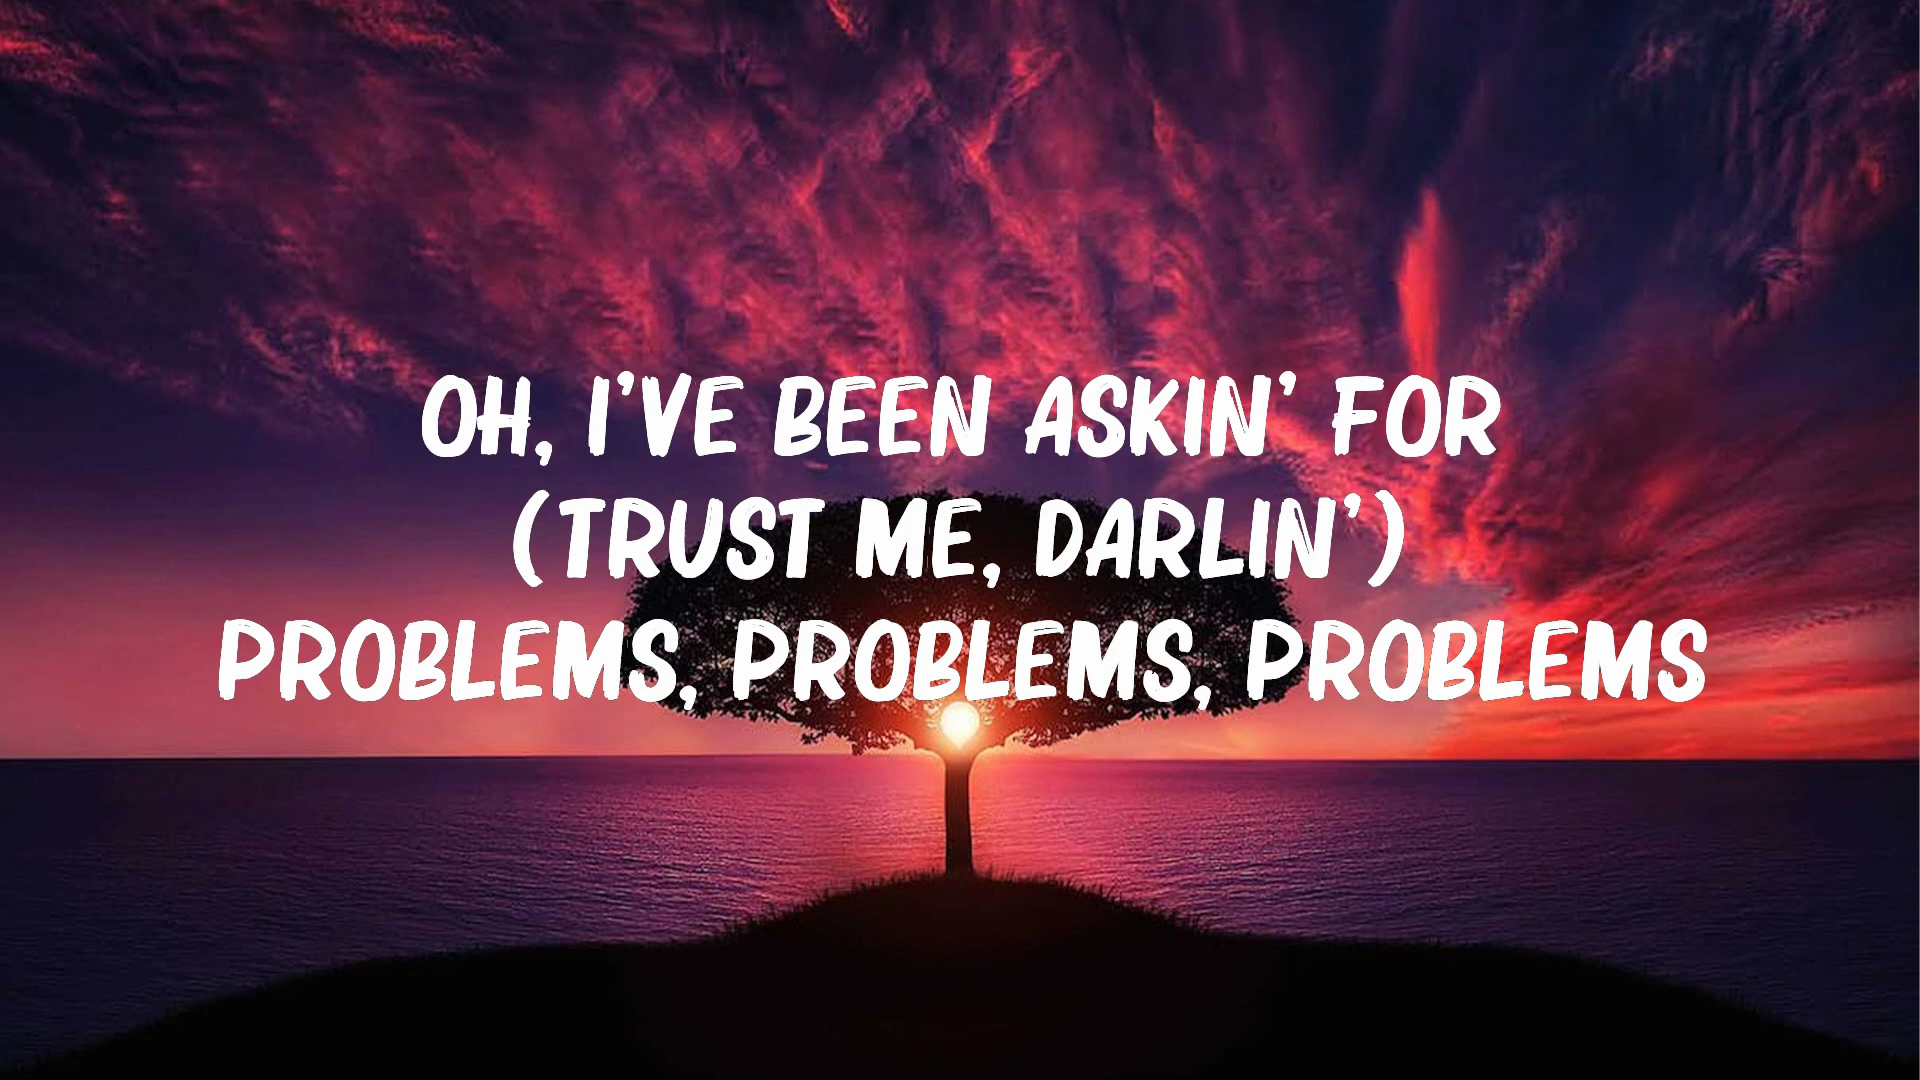 OH, I'VE BEEN ASKIN' FOR
(TRUST ME, DARLIN')
PROBLEMS, PROBLEMS, PROBLEMS